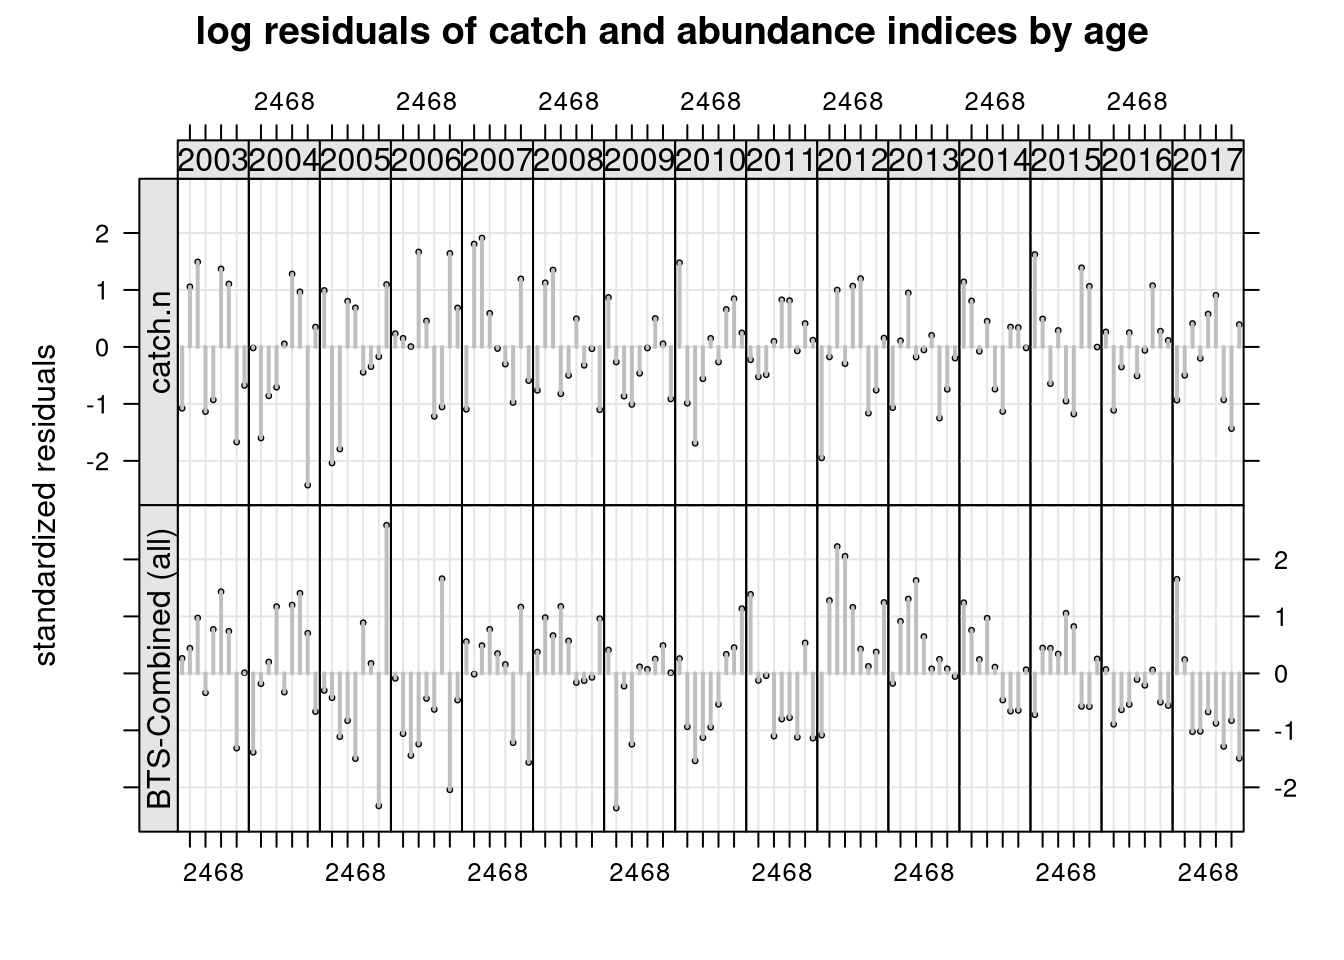 log residuals of catch and abundance indices by age
2468 2468 2468 2468 2468 2468 2468
2003 2004 2005 2006 2007 2008 2009 2010 2011 2012 2013 2014 2015 2016 2017
standardized residuals
catch.n
2
1
0
-1
-2
BTS-Combined (all)
2
1
0
-1
-2
2468 2468 2468 2468 2468 2468 2468 2468